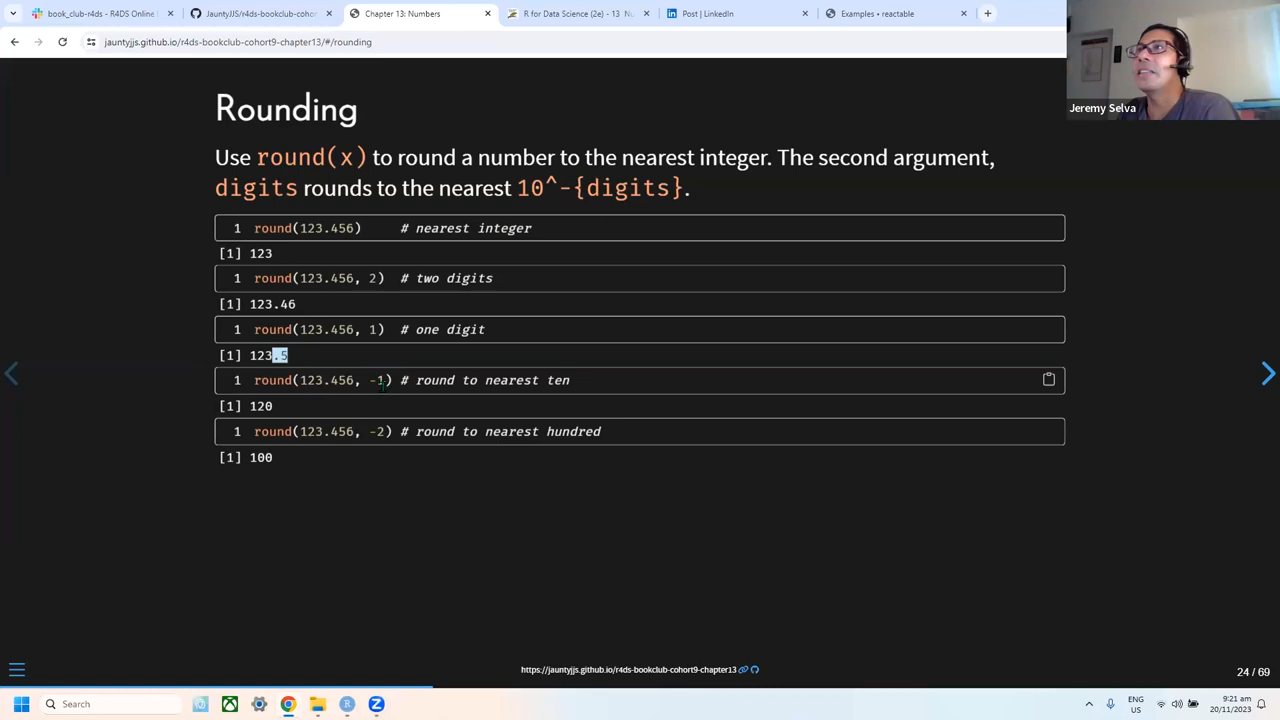 book_club-r4ds - R4DS Online
JauntyJJS/r4ds-bookclub-cohor
Chapter 13: Numbers
R for Data Science (2e) - 13 Nu
Post | LinkedIn
Examples – reactable
jauntyjjs.github.io/r4ds-bookclub-cohort9-chapter13/#/rounding
Jeremy Selva
Rounding
Use round(x) to round a number to the nearest integer. The second argument,
digits rounds to the nearest 10^-{digits}.
1 round(123.456) # nearest integer
[1] 123
1 round(123.456, 2) # two digits
[1] 123.46
1 round(123.456, 1) # one digit
[1] 123.5
1 round(123.456, -1) # round to nearest ten
[1] 120
1 round(123.456, -2) # round to nearest hundred
[1] 100
https://jauntyjjs.github.io/r4ds-bookclub-cohort9-chapter13
24 / 69
Search
ENG
US
9:21 am
20/11/2023